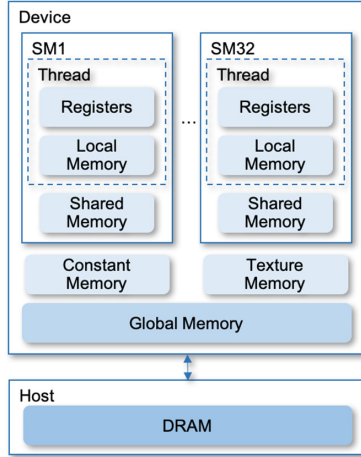 Device
SM1
Thread
Registers
Local
Memory
Shared
Memory
...
SM32
Thread
Registers
Local
Memory
Shared
Memory
Constant
Memory
Texture
Memory
Global Memory
Host
DRAM